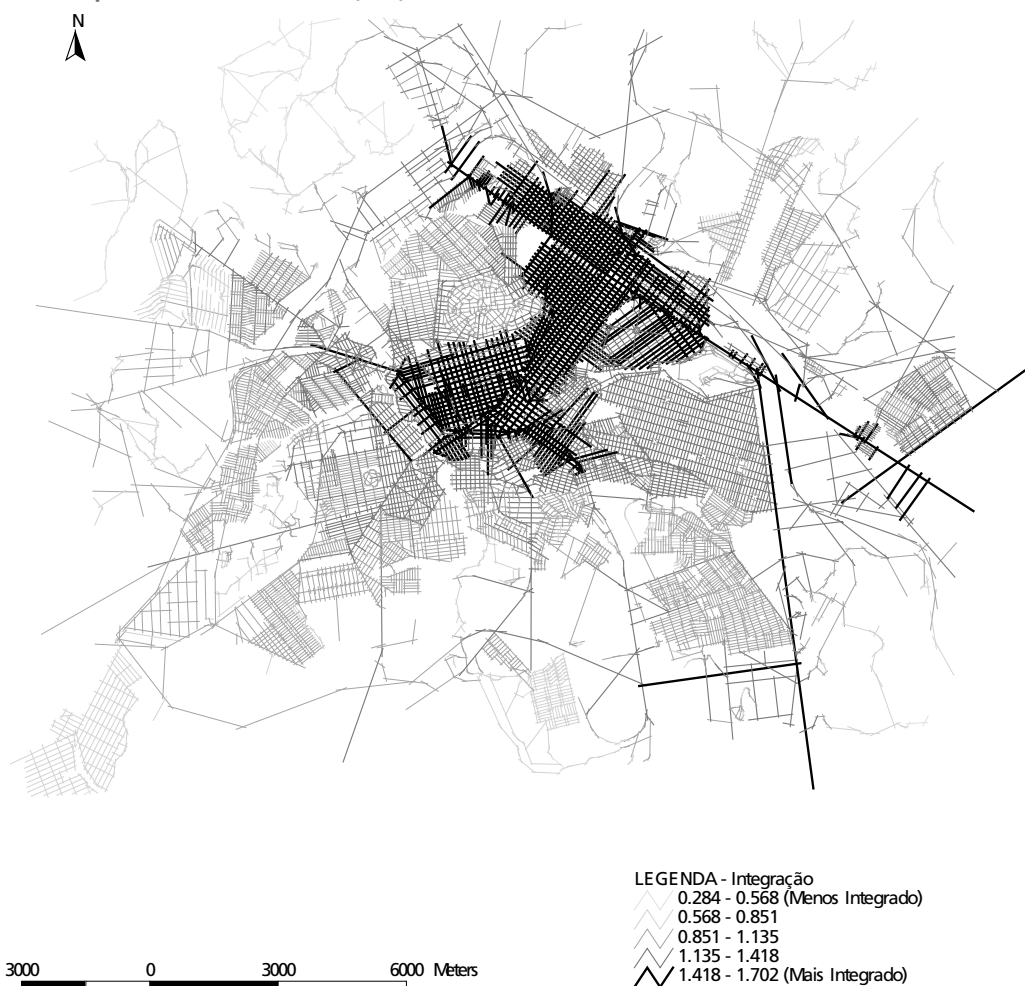 N
LEGENDA - Integração
0.284 - 0.568 (Menos Integrado)
0.568 - 0.851
0.851 - 1.135
1.135 - 1.418
1.418 - 1.702 (Mais Integrado)
3000 0 3000 6000 Meters